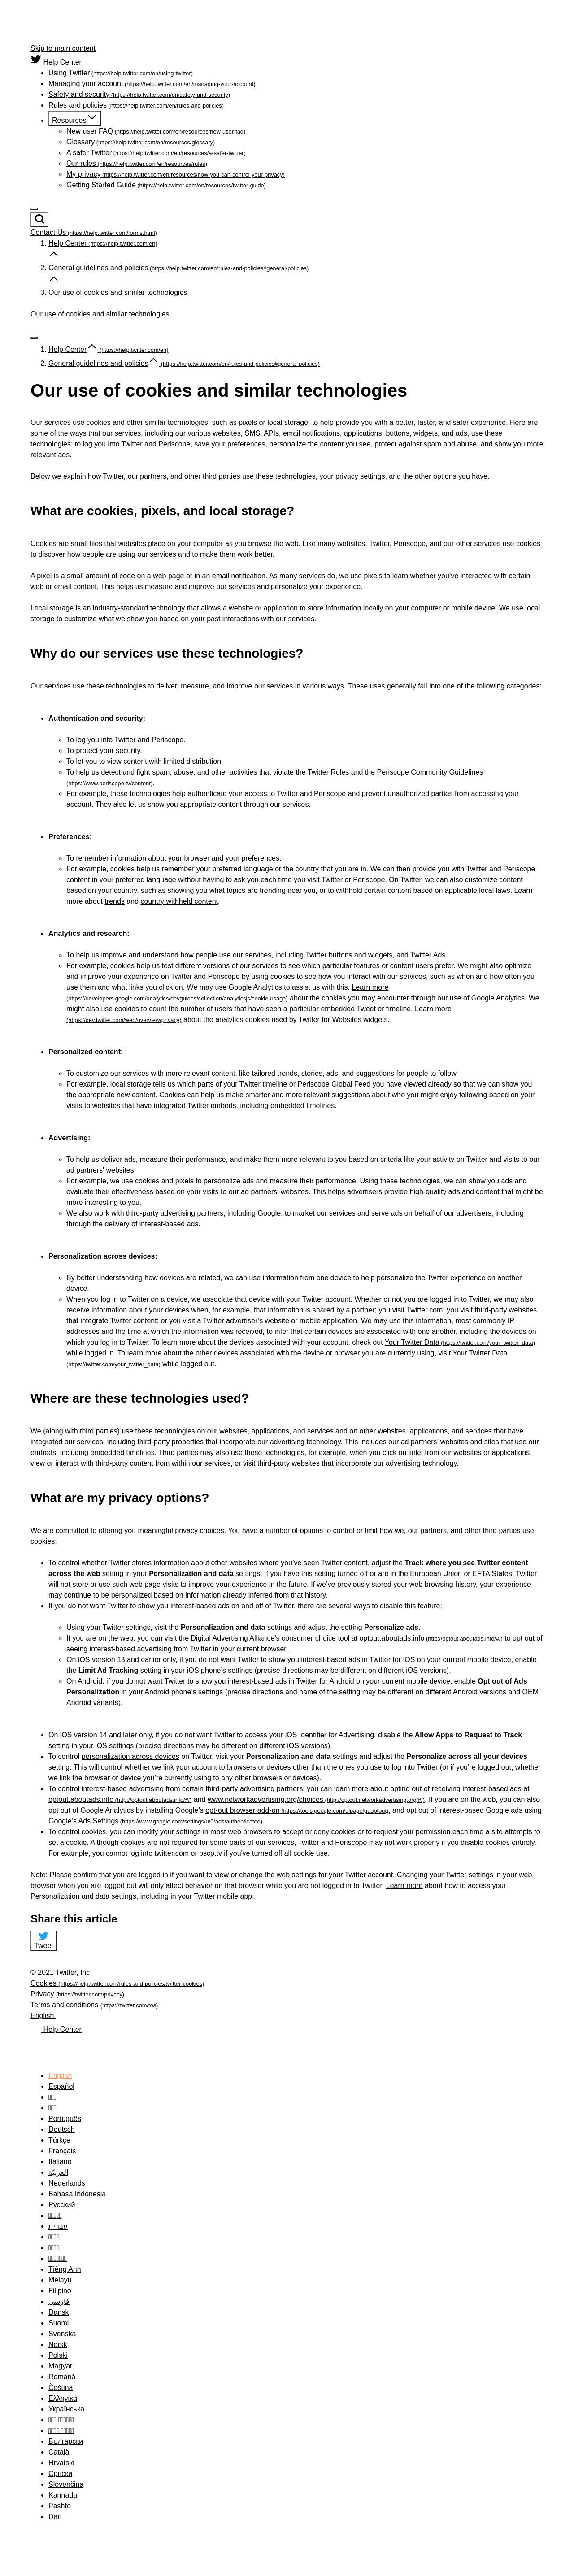 Skip to main content
Help Center
Using Twitter (https://help.twitter.com/en/using-twitter)
Managing your account (https://help.twitter.com/en/managing-your-account)
Safety and security (https://help.twitter.com/en/safety-and-security)
Rules and policies (https://help.twitter.com/en/rules-and-policies)
Resources
New user FAQ (https://help.twitter.com/en/resources/new-user-faq)
Glossary (https://help.twitter.com/en/resources/glossary)
A safer Twitter (https://help.twitter.com/en/resources/a-safer-twitter)
Our rules (https://help.twitter.com/en/resources/rules)
My privacy (https://help.twitter.com/en/resources/how-you-can-control-your-privacy)
Getting Started Guide (https://help.twitter.com/en/resources/twitter-guide)
Contact Us (https://help.twitter.com/forms.html)
1. Help Center (https://help.twitter.com/en)
2. General guidelines and policies (https://help.twitter.com/en/rules-and-policies#general-policies)
3. Our use of cookies and similar technologies
Our use of cookies and similar technologies
1. Help Center (https://help.twitter.com/en)
2. General guidelines and policies (https://help.twitter.com/en/rules-and-policies#general-policies)
Our use of cookies and similar technologies
Our services use cookies and other similar technologies, such as pixels or local storage, to help provide you with a better, faster, and safer experience. Here are
some of the ways that our services, including our various websites, SMS, APIs, email notifications, applications, buttons, widgets, and ads, use these
technologies: to log you into Twitter and Periscope, save your preferences, personalize the content you see, protect against spam and abuse, and show you more
relevant ads.
Below we explain how Twitter, our partners, and other third parties use these technologies, your privacy settings, and the other options you have.
What are cookies, pixels, and local storage?
Cookies are small files that websites place on your computer as you browse the web. Like many websites, Twitter, Periscope, and our other services use cookies
to discover how people are using our services and to make them work better.
A pixel is a small amount of code on a web page or in an email notification. As many services do, we use pixels to learn whether you've interacted with certain
web or email content. This helps us measure and improve our services and personalize your experience.
Local storage is an industry-standard technology that allows a website or application to store information locally on your computer or mobile device. We use local
storage to customize what we show you based on your past interactions with our services.
Why do our services use these technologies?
Our services use these technologies to deliver, measure, and improve our services in various ways. These uses generally fall into one of the following categories:
Authentication and security:
To log you into Twitter and Periscope.
To protect your security.
To let you to view content with limited distribution.
To help us detect and fight spam, abuse, and other activities that violate the Twitter Rules and the Periscope Community Guidelines
(https://www.periscope.tv/content).
For example, these technologies help authenticate your access to Twitter and Periscope and prevent unauthorized parties from accessing your
account. They also let us show you appropriate content through our services.
Preferences:
To remember information about your browser and your preferences.
For example, cookies help us remember your preferred language or the country that you are in. We can then provide you with Twitter and Periscope
content in your preferred language without having to ask you each time you visit Twitter or Periscope. On Twitter, we can also customize content
based on your country, such as showing you what topics are trending near you, or to withhold certain content based on applicable local laws. Learn
more about trends and country withheld content.
Analytics and research:
To help us improve and understand how people use our services, including Twitter buttons and widgets, and Twitter Ads.
For example, cookies help us test different versions of our services to see which particular features or content users prefer. We might also optimize
and improve your experience on Twitter and Periscope by using cookies to see how you interact with our services, such as when and how often you
use them and what links you click on. We may use Google Analytics to assist us with this. Learn more
(https://developers.google.com/analytics/devguides/collection/analyticsjs/cookie-usage) about the cookies you may encounter through our use of Google Analytics. We
might also use cookies to count the number of users that have seen a particular embedded Tweet or timeline. Learn more
(https://dev.twitter.com/web/overview/privacy) about the analytics cookies used by Twitter for Websites widgets.
Personalized content:
To customize our services with more relevant content, like tailored trends, stories, ads, and suggestions for people to follow.
For example, local storage tells us which parts of your Twitter timeline or Periscope Global Feed you have viewed already so that we can show you
the appropriate new content. Cookies can help us make smarter and more relevant suggestions about who you might enjoy following based on your
visits to websites that have integrated Twitter embeds, including embedded timelines.
Advertising:
To help us deliver ads, measure their performance, and make them more relevant to you based on criteria like your activity on Twitter and visits to our
ad partners' websites.
For example, we use cookies and pixels to personalize ads and measure their performance. Using these technologies, we can show you ads and
evaluate their effectiveness based on your visits to our ad partners' websites. This helps advertisers provide high-quality ads and content that might be
more interesting to you.
We also work with third-party advertising partners, including Google, to market our services and serve ads on behalf of our advertisers, including
through the delivery of interest-based ads.
Personalization across devices:
By better understanding how devices are related, we can use information from one device to help personalize the Twitter experience on another
device.
When you log in to Twitter on a device, we associate that device with your Twitter account. Whether or not you are logged in to Twitter, we may also
receive information about your devices when, for example, that information is shared by a partner; you visit Twitter.com; you visit third-party websites
that integrate Twitter content; or you visit a Twitter advertiser's website or mobile application. We may use this information, most commonly IP
addresses and the time at which the information was received, to infer that certain devices are associated with one another, including the devices on
which you log in to Twitter. To learn more about the devices associated with your account, check out Your Twitter Data (https://twitter.com/your_twitter_data)
while logged in. To learn more about the other devices associated with the device or browser you are currently using, visit Your Twitter Data
(https://twitter.com/your_twitter_data) while logged out.
Where are these technologies used?
We (along with third parties) use these technologies on our websites, applications, and services and on other websites, applications, and services that have
integrated our services, including third-party properties that incorporate our advertising technology. This includes our ad partners' websites and sites that use our
embeds, including embedded timelines. Third parties may also use these technologies, for example, when you click on links from our websites or applications,
view or interact with third-party content from within our services, or visit third-party websites that incorporate our advertising technology.
What are my privacy options?
We are committed to offering you meaningful privacy choices. You have a number of options to control or limit how we, our partners, and other third parties use
cookies:
To control whether Twitter stores information about other websites where you've seen Twitter content, adjust the Track where you see Twitter content
across the web setting in your Personalization and data settings. If you have this setting turned off or are in the European Union or EFTA States, Twitter
will not store or use such web page visits to improve your experience in the future. If we've previously stored your web browsing history, your experience
may continue to be personalized based on information already inferred from that history.
If you do not want Twitter to show you interest-based ads on and off of Twitter, there are several ways to disable this feature:
Using your Twitter settings, visit the Personalization and data settings and adjust the setting Personalize ads.
If you are on the web, you can visit the Digital Advertising Alliance's consumer choice tool at optout.aboutads.info (http://optout.aboutads.info/#/) to opt out of
seeing interest-based advertising from Twitter in your current browser.
On iOS version 13 and earlier only, if you do not want Twitter to show you interest-based ads in Twitter for iOS on your current mobile device, enable
the Limit Ad Tracking setting in your iOS phone's settings (precise directions may be different on different iOS versions).
On Android, if you do not want Twitter to show you interest-based ads in Twitter for Android on your current mobile device, enable Opt out of Ads
Personalization in your Android phone's settings (precise directions and name of the setting may be different on different Android versions and OEM
Android variants).
On iOS version 14 and later only, if you do not want Twitter to access your iOS Identifier for Advertising, disable the Allow Apps to Request to Track
setting in your iOS settings (precise directions may be different on different iOS versions).
To control personalization across devices on Twitter, visit your Personalization and data settings and adjust the Personalize across all your devices
setting. This will determine whether we can link your account to browsers or devices other than the ones you use to log into Twitter (or if you're logged out, whether
we link the browser or device you're currently using to any other browsers or devices).
To control interest-based advertising from certain third-party advertising partners, you can learn more about opting out of receiving interest-based ads at
optout.aboutads.info (http://optout.aboutads.info/#/) and www.networkadvertising.org/choices (http://optout.networkadvertising.org/#/). If you are on the web, you can also
opt out of Google Analytics by installing Google's opt-out browser add-on (https://tools.google.com/dlpage/gaoptout), and opt out of interest-based Google ads using
Google's Ads Settings (https://www.google.com/settings/u/0/ads/authenticated).
To control cookies, you can modify your settings in most web browsers to accept or deny cookies or to request your permission each time a site attempts to
set a cookie. Although cookies are not required for some parts of our services, Twitter and Periscope may not work properly if you disable cookies entirely.
For example, you cannot log into twitter.com or pscp.tv if you've turned off all cookie use.
Note: Please confirm that you are logged in if you want to view or change the web settings for your Twitter account. Changing your Twitter settings in your web
browser when you are logged out will only affect behavior on that browser while you are not logged in to Twitter. Learn more about how to access your
Personalization and data settings, including in your Twitter mobile app.
Share this article
Tweet
© 2021 Twitter, Inc.
Cookies (https://help.twitter.com/rules-and-policies/twitter-cookies)
Privacy (https://twitter.com/privacy)
Terms and conditions (https://twitter.com/tos)
English
Help Center
English
Español
Português
Deutsch
Türkçe
Français
Italiano
العربيّة
Nederlands
Bahasa Indonesia
Русский
עברית
Tiếng Anh
Melayu
Filipino
فارسی
Dansk
Suomi
Svenska
Norsk
Polski
Magyar
Română
Čeština
Ελληνικά
Українська
Български
Català
Hrvatski
Српски
Slovenčina
Kannada
Pashto
Dari